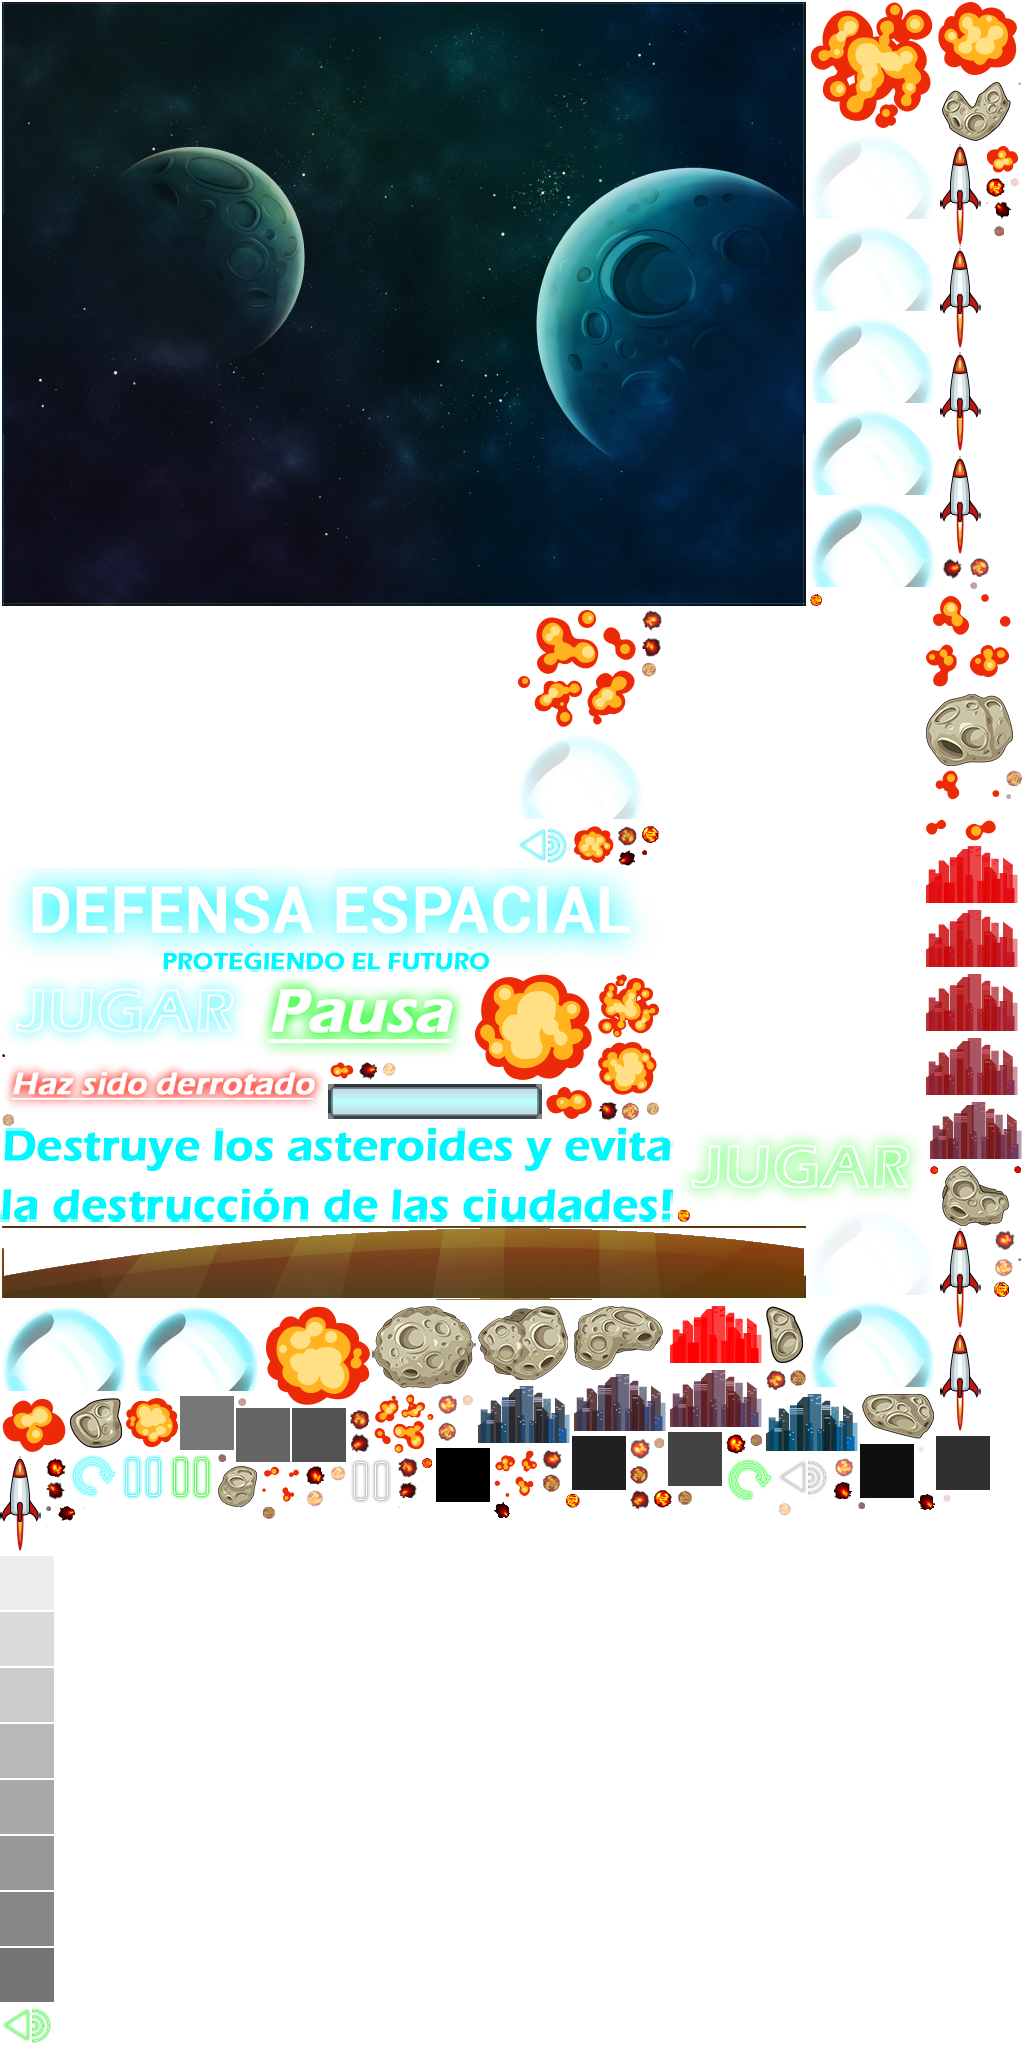 DEFENSA ESPACIAL
PROTEGIENDO EL FUTURO
JUGAR
Pausa
Haz sido derrotado
Destruye los asteroides y evita
la destrucción de las ciudades!
JUGAR